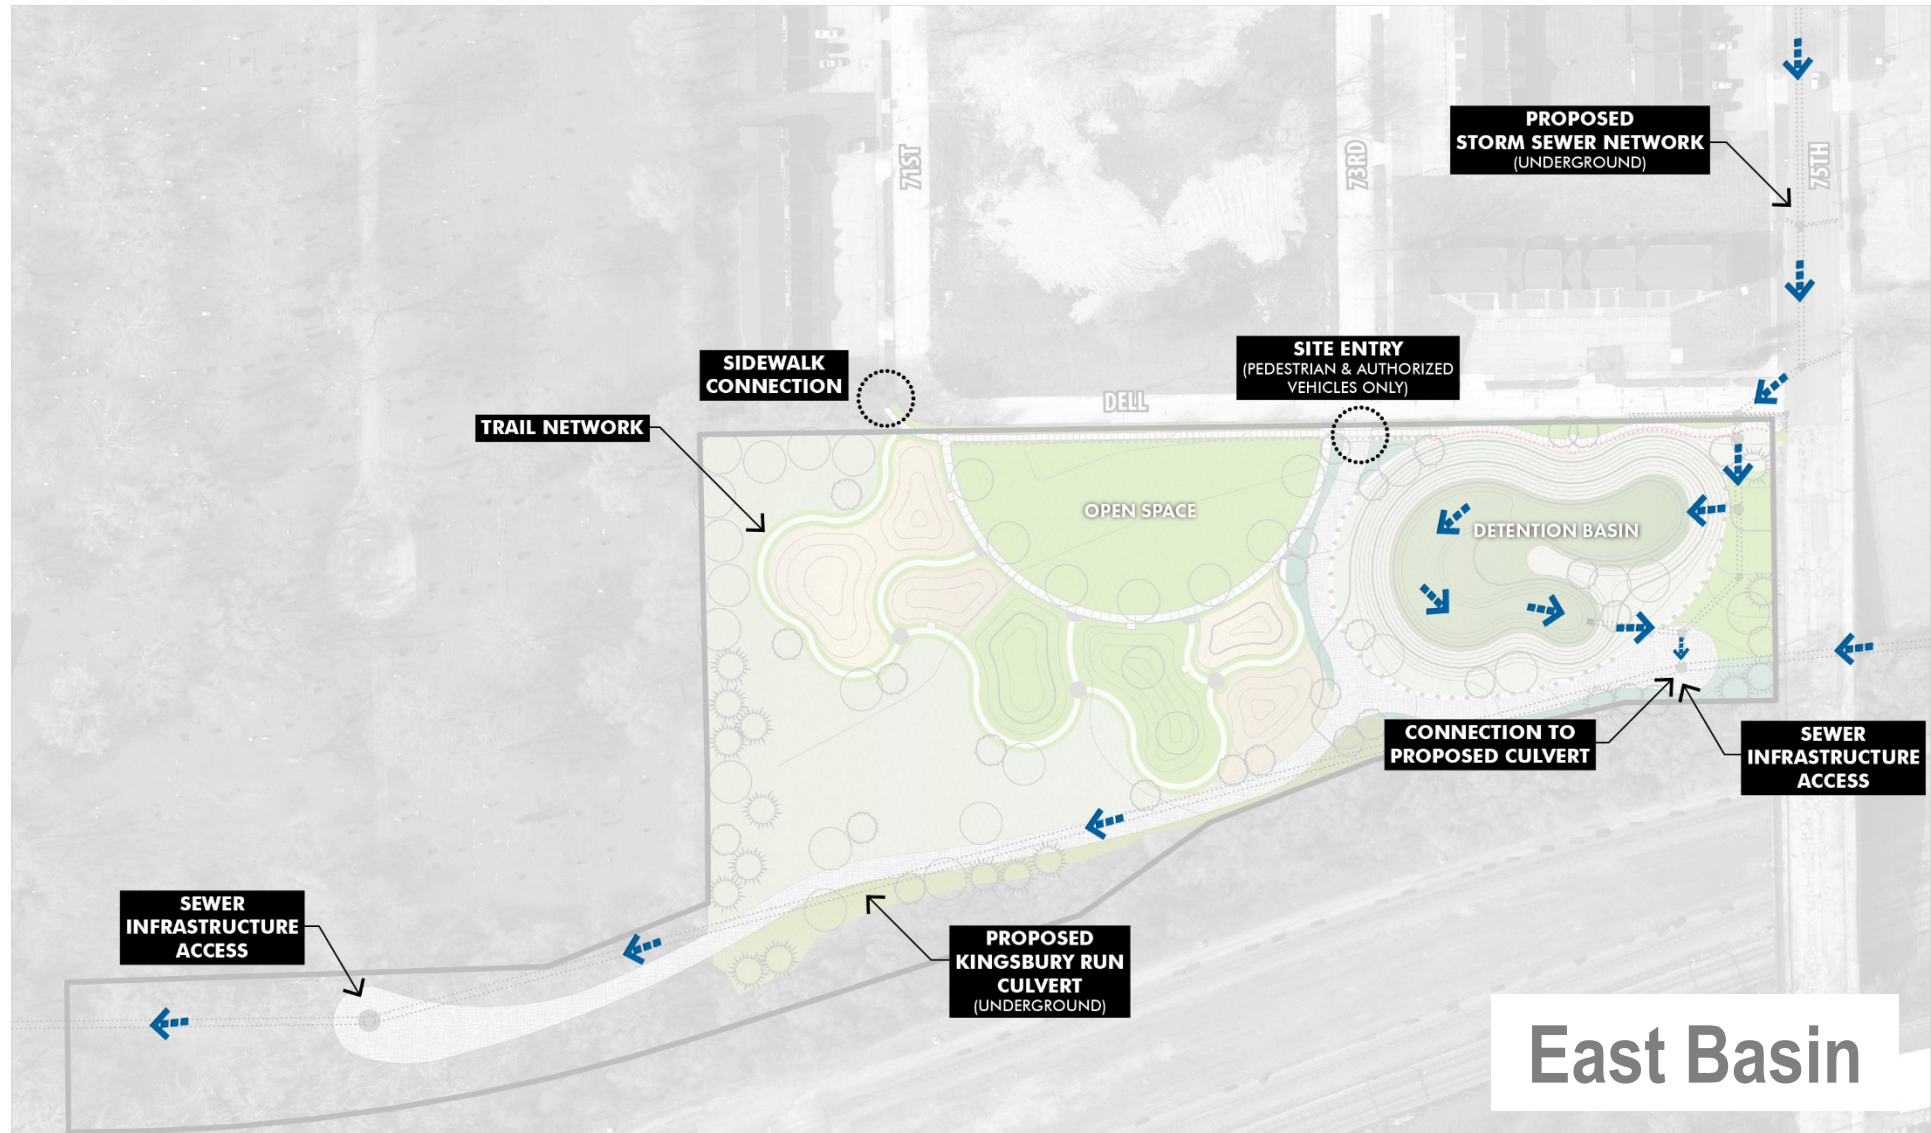 PROPOSED
STORM SEWER NETWORK
(UNDERGROUND)
71ST
73RD
75TH
SIDEWALK
CONNECTION
SITE ENTRY
(PEDESTRIAN & AUTHORIZED
VEHICLES ONLY)
DELL
TRAIL NETWORK
OPEN SPACE
DETENTION BASIN
CONNECTION TO
PROPOSED CULVERT
SEWER
INFRASTRUCTURE
ACCESS
SEWER
INFRASTRUCTURE
ACCESS
PROPOSED
KINGSBURY RUN
CULVERT
(UNDERGROUND)
East Basin